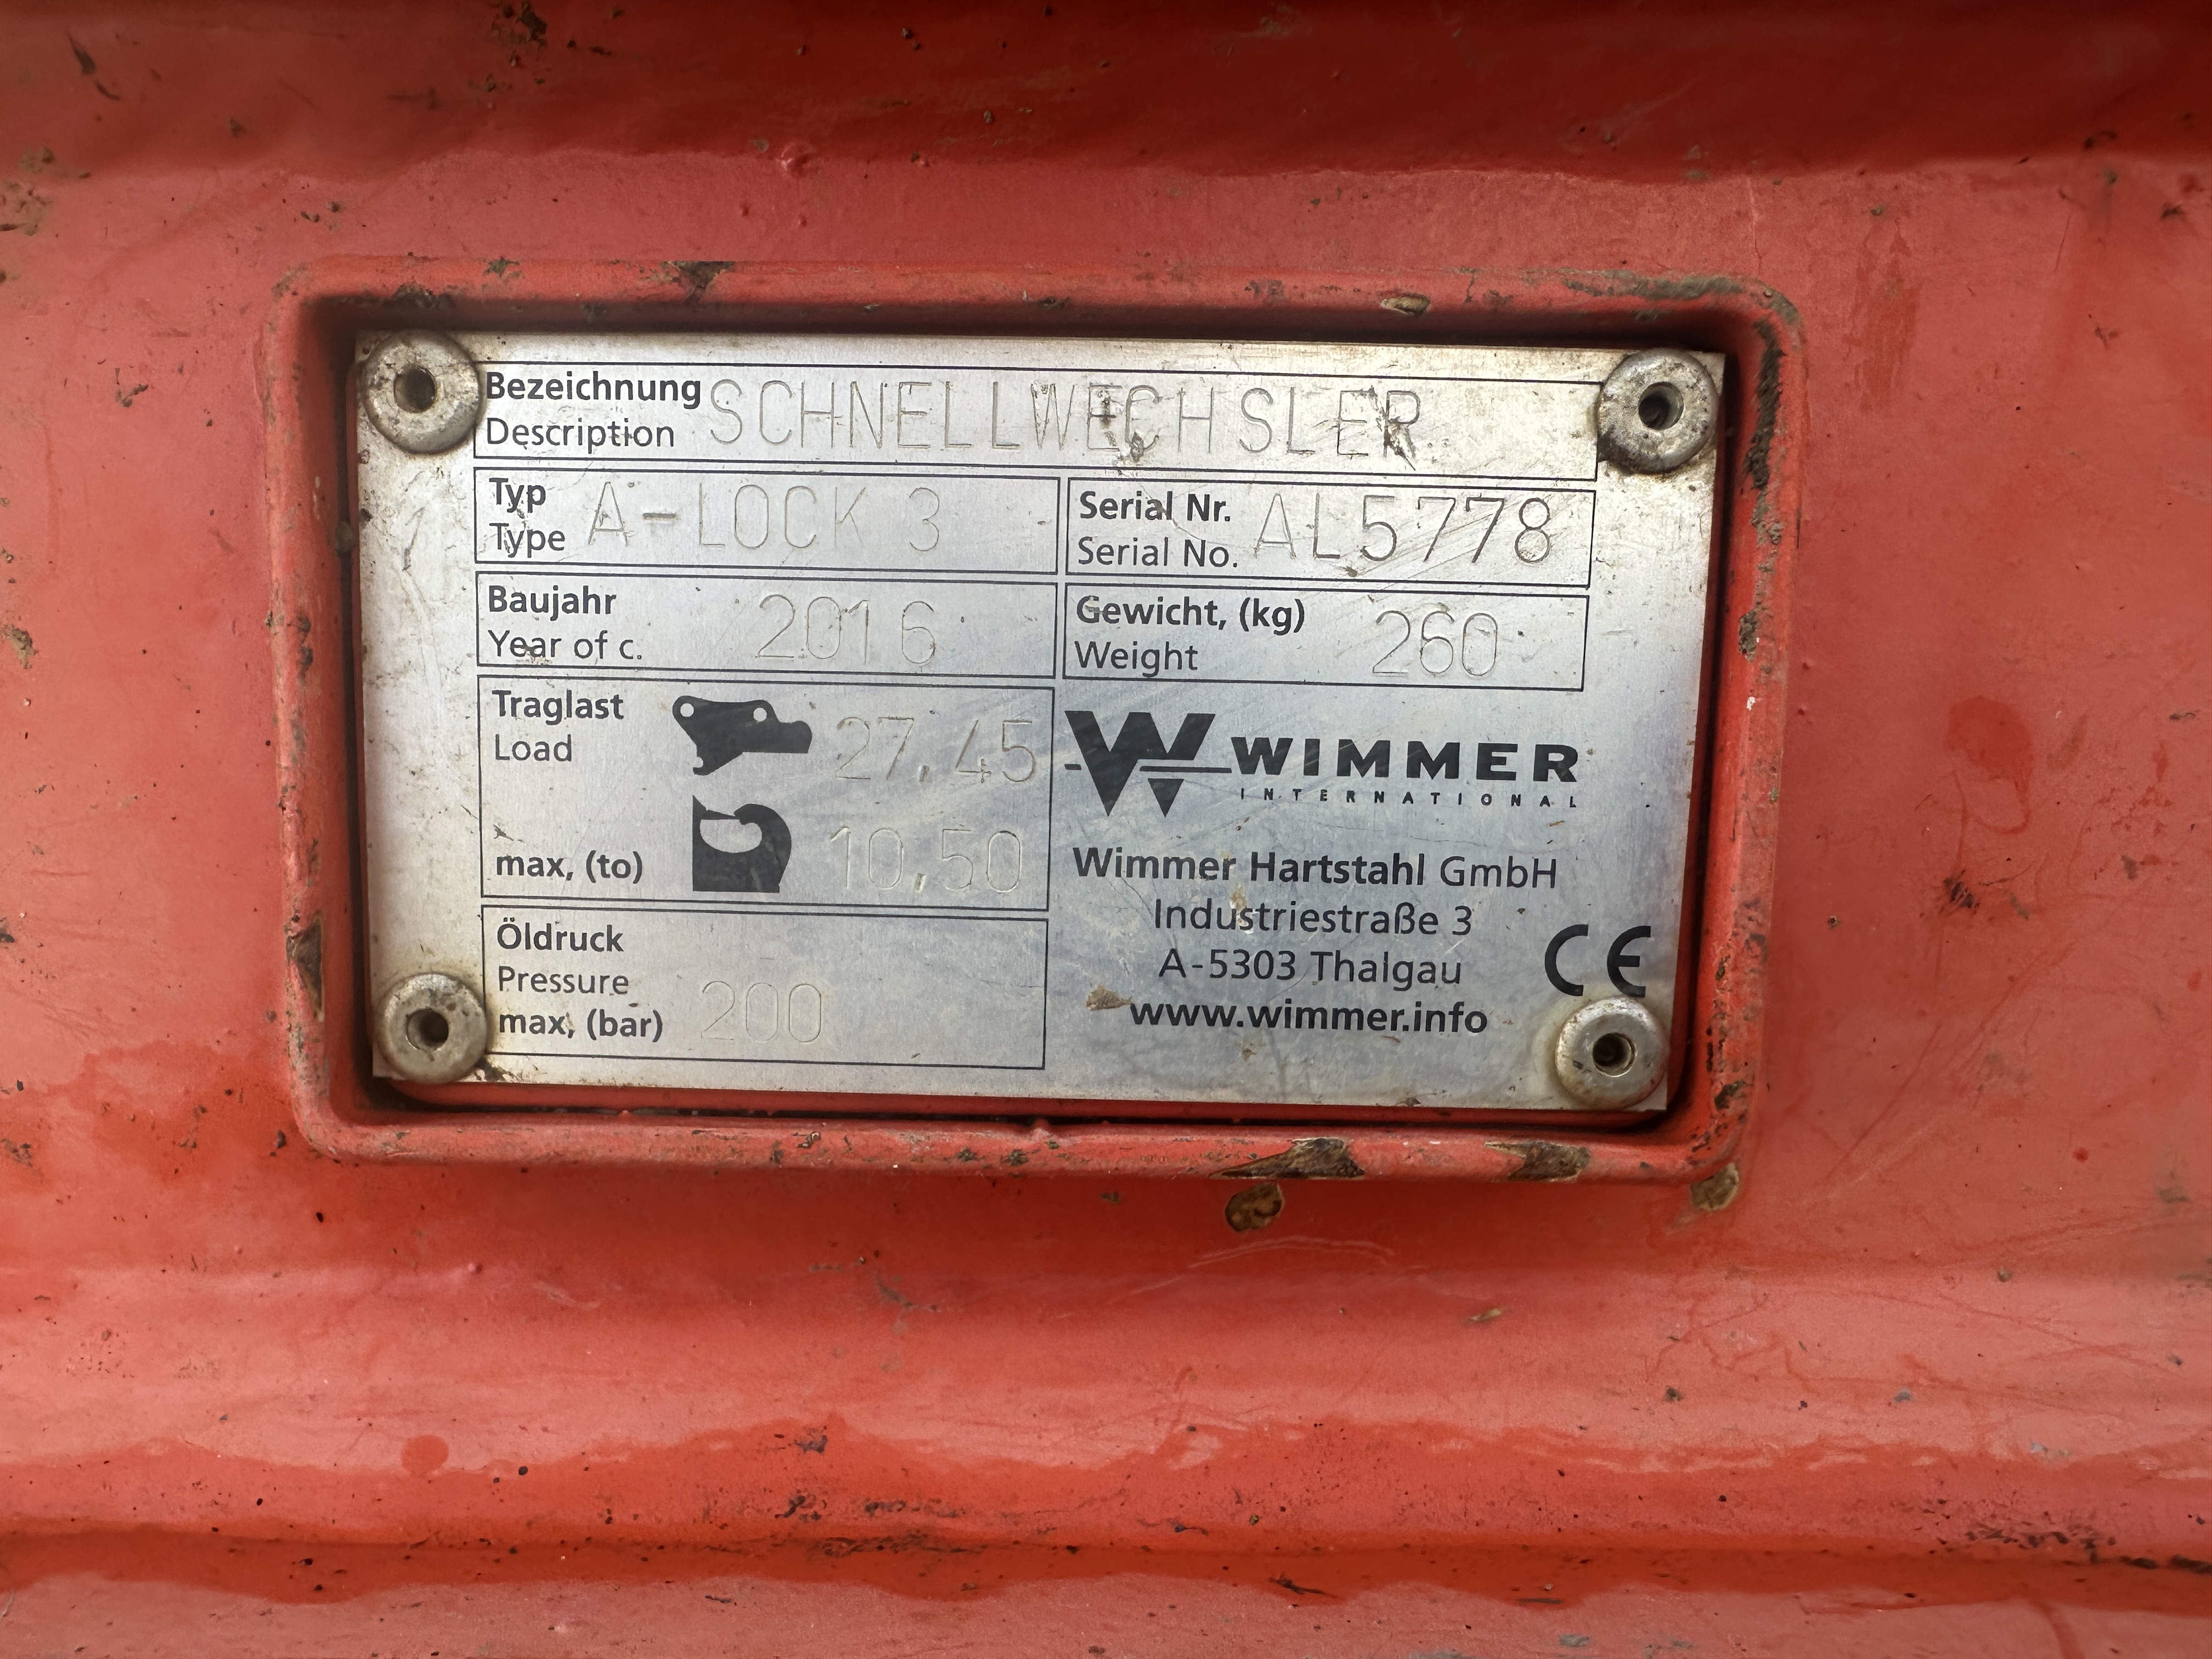 Bezeichnung
Description
SCHNELLWECHSLER
Typ
Type
A-LOCK 3
Serial Nr.
Serial No.
AL5778
Baujahr
Year of c.
2016
Gewicht, (kg)
Weight
260
Traglast
Load
27,45
max, (to)
10,50
Öldruck
Pressure
max, (bar)
200
W WIMMER
INTERNATIONAL
Wimmer Hartstahl GmbH
Industriestraße 3
A-5303 Thalgau
www.wimmer.info
CE